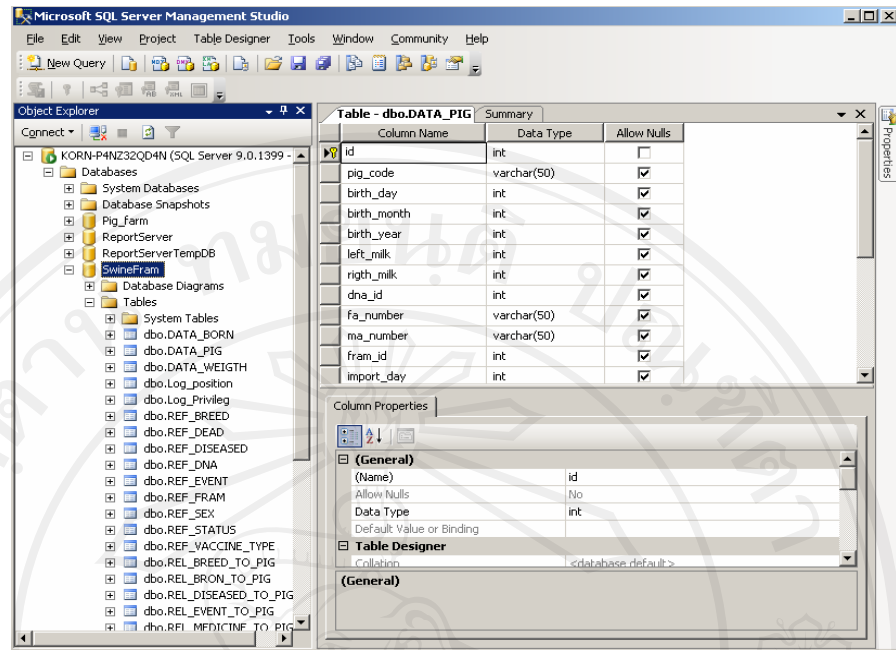 Microsoft SQL Server Management Studio
File Edit View Project Table Designer Tools Window Community Help
New Query
Object Explorer
Connect
KORN-P4NZ32QD4N (SQL Server 9.0.1399 -
Databases
System Databases
Database Snapshots
Pig_farm
ReportServer
ReportServerTempDB
SwineFram
Database Diagrams
Tables
System Tables
dbo.DATA_BORN
dbo.DATA_PIG
dbo.DATA_WEIGTH
dbo.Log_position
dbo.Log_Privileg
dbo.REF_BREED
dbo.REF_DEAD
dbo.REF_DISEASED
dbo.REF_DNA
dbo.REF_EVENT
dbo.REF_FRAM
dbo.REF_SEX
dbo.REF_STATUS
dbo.REF_VACCINE_TYPE
dbo.REL_BREED_TO_PIG
dbo.REL_BRON_TO_PIG
dbo.REL_DISEASED_TO_PIG
dbo.REL_EVENT_TO_PIG
dbo.REL_MEDICINE_TO_PIG
Table - dbo.DATA_PIG Summary
Column Name Data Type Allow Nulls
id int
pig_code varchar(50)
birth_day int
birth_month int
birth_year int
left_milk int
rigth_milk int
dna_id int
fa_number varchar(50)
ma_number varchar(50)
fram_id int
import_day int
Column Properties
(General)
(Name) id
Allow Nulls No
Data Type int
Default Value or Binding
Table Designer
Collation <database default>
(General)
Properties